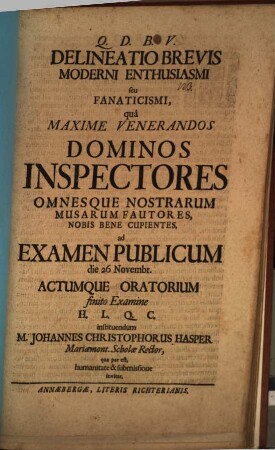 Q. D. B. V.
DELINEATIO BREVIS
MODERNI ENTHUSIASMI
seu
FANATICISMI,
quâ
MAXIME VENERANDOS
DOMINOS
INSPECTORES
OMNESQUE NOSTRARUM
MUSARUM FAUTORES,
NOBIS BENE CUPIENTES,
ad
EXAMEN PUBLICUM
die 26 Novembr.
ACTUMQUE ORATORIUM
finito Examine
H. L. Q. C.
instituendum
M. JOHANNES CHRISTOPHORUS HASPER
Mariæmont. Scholæ Rector,
qua par est,
humanitate & submissione
invitat.
ANNÆBERGÆ, LITERIS RICHTERIANIS.